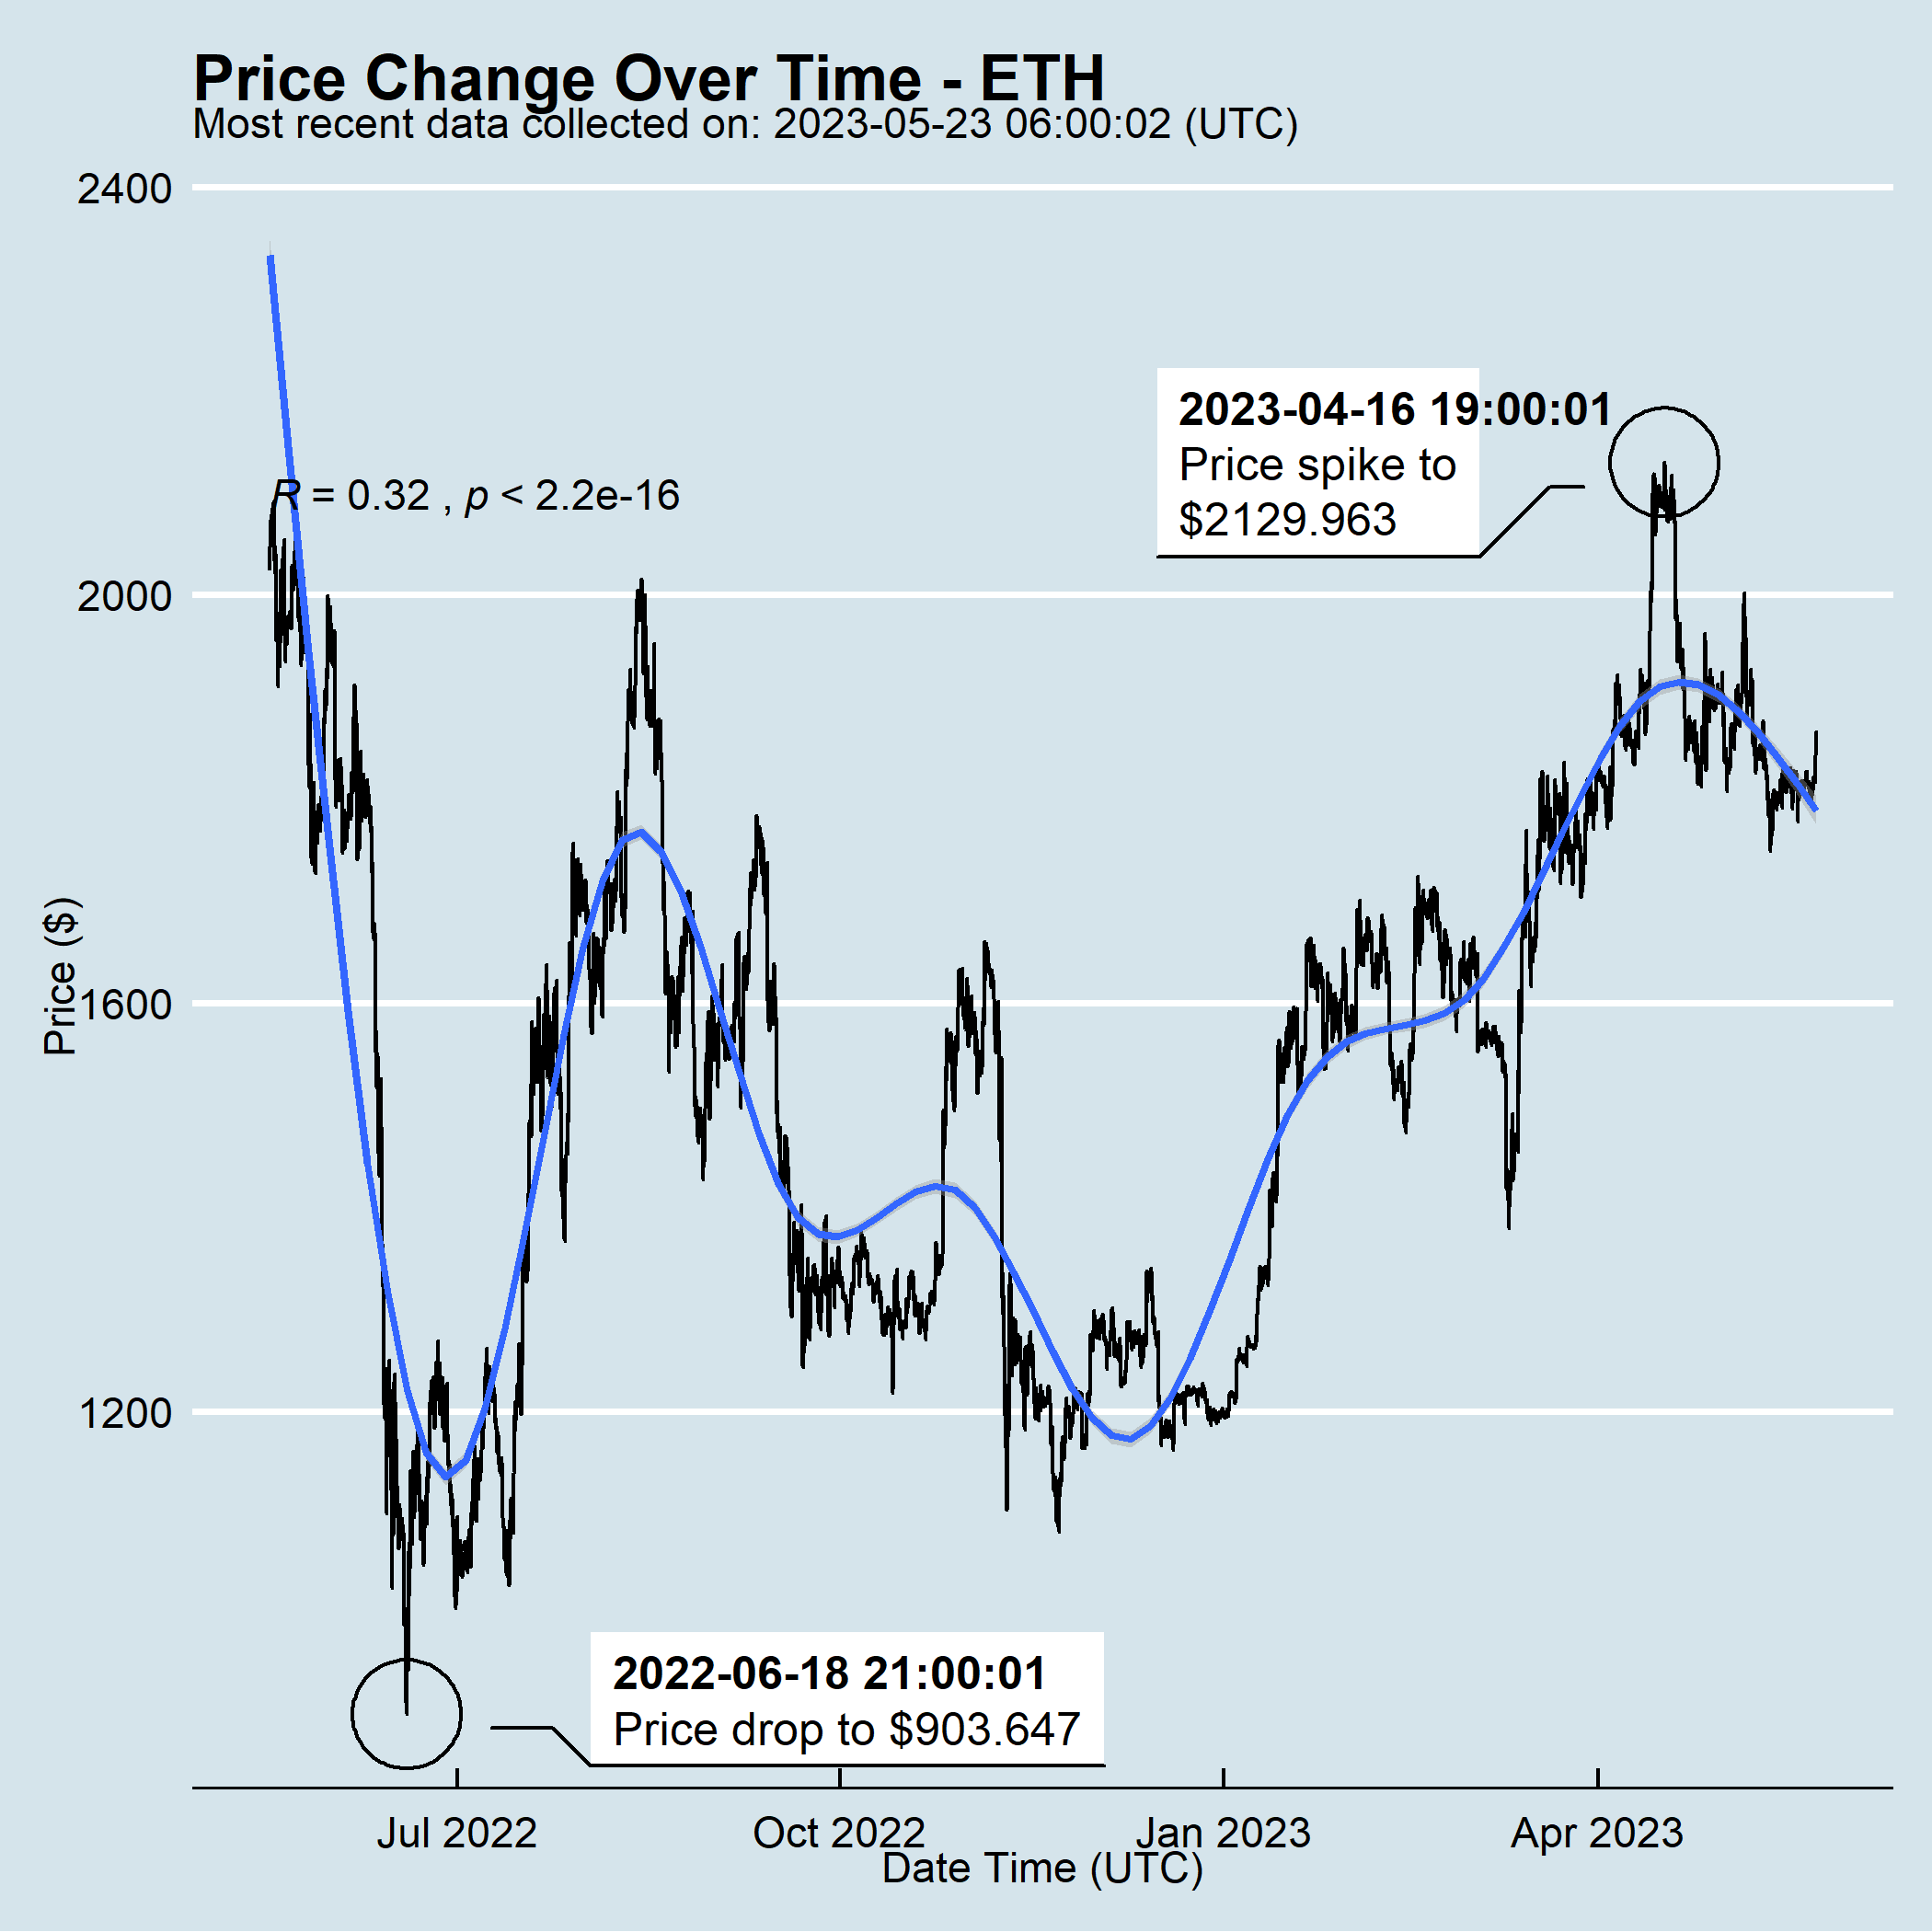 Price Change Over Time - ETH
Most recent data collected on: 2023-05-23 06:00:02 (UTC)
2400
2023-04-16 19:00:01
Price spike to
$2129.963
R = 0.32 , p < 2.2e-16
2000
Price ($)
1600
1200
2022-06-18 21:00:01
Price drop to $903.647
Jul 2022
Oct 2022
Jan 2023
Apr 2023
Date Time (UTC)